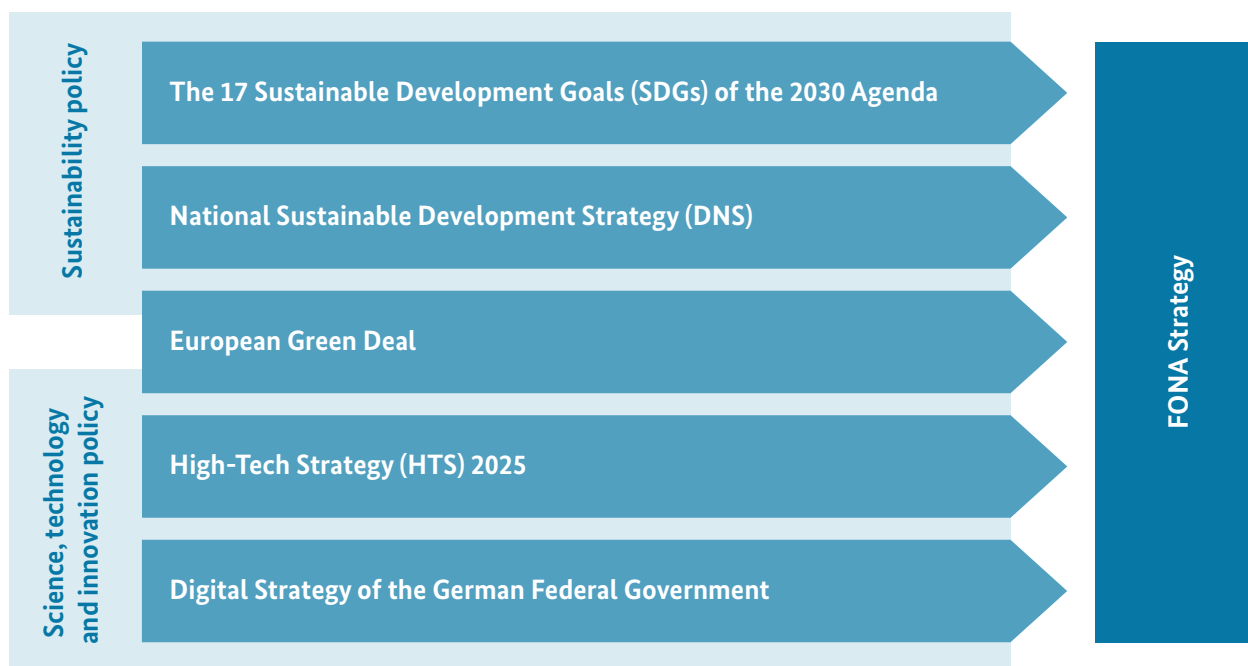 Sustainability policy
The 17 Sustainable Development Goals (SDGs) of the 2030 Agenda
National Sustainable Development Strategy (DNS)
European Green Deal
Science, technology
and innovation policy
High-Tech Strategy (HTS) 2025
Digital Strategy of the German Federal Government
FONA Strategy